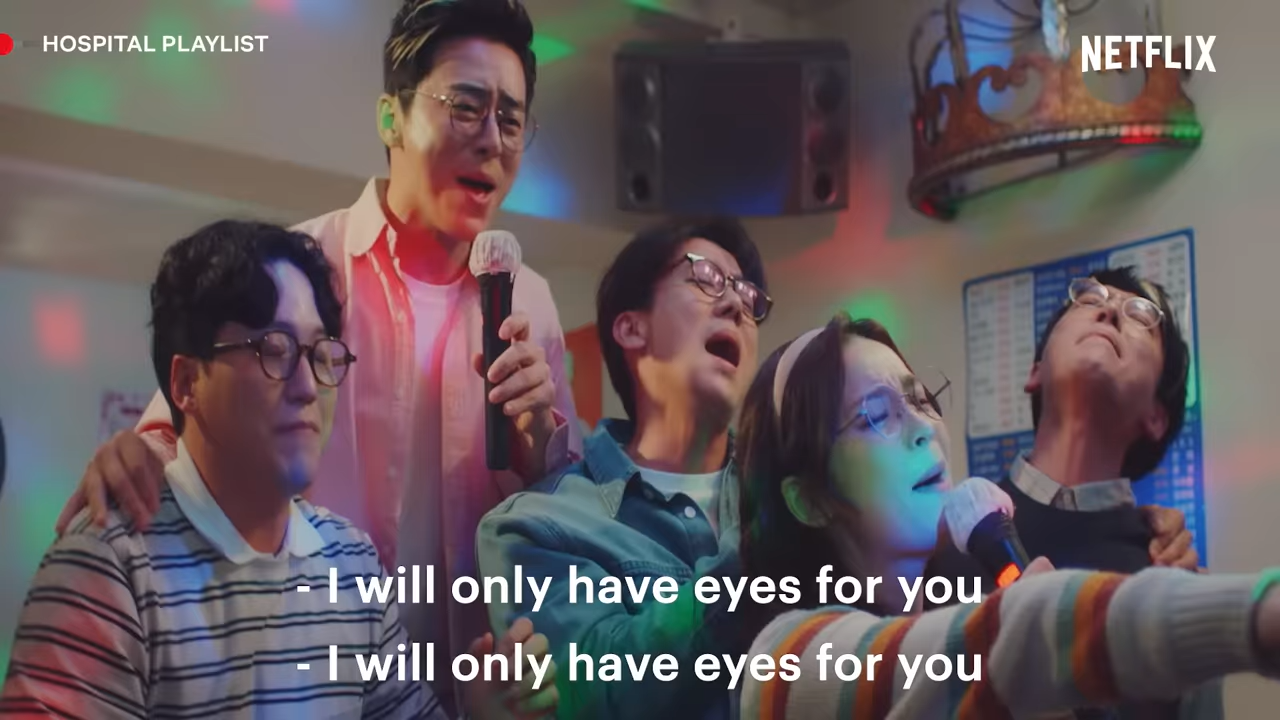 HOSPITAL PLAYLIST
NETFLIX
- I will only have eyes for you
- I will only have eyes for you